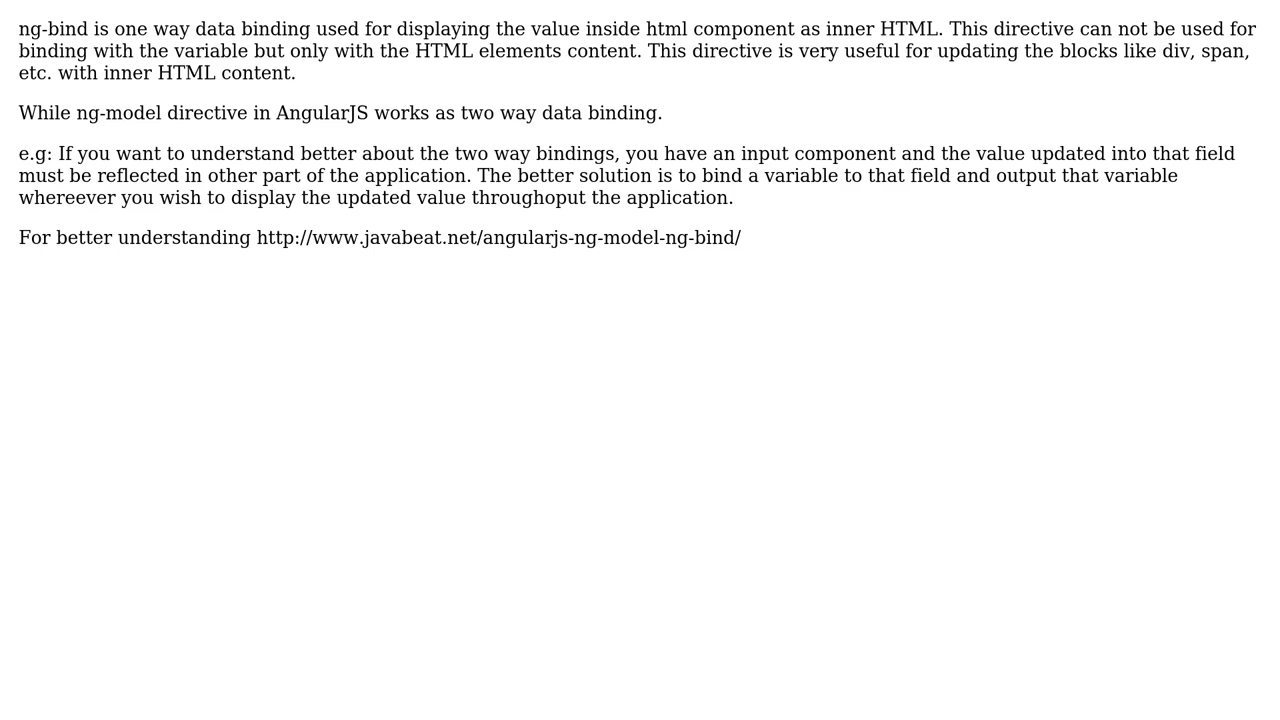 ng-bind is one way data binding used for displaying the value inside html component as inner HTML. This directive can not be used for
binding with the variable but only with the HTML elements content. This directive is very useful for updating the blocks like div, span,
etc. with inner HTML content.
While ng-model directive in AngularJS works as two way data binding.
e.g: If you want to understand better about the two way bindings, you have an input component and the value updated into that field
must be reflected in other part of the application. The better solution is to bind a variable to that field and output that variable
whereever you wish to display the updated value throughoput the application.
For better understanding http://www.javabeat.net/angularjs-ng-model-ng-bind/